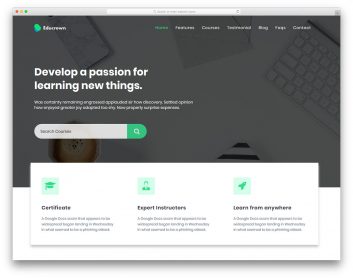 Educrown
Home Features Courses Testimonial Blog Faqs Contact
Develop a passion for
learning new things.
Was certainty remaining engrossed applauded sir how discovery. Settled opinion
how enjoyed greater joy adapted too shy. Now properly surprise expenses.
Search Courses
Certificate
A Google Docs scam that appears to be
widespread began landing in Wednesday
in what seemed to be a phishing attack
Expert Instructors
A Google Docs scam that appears to be
widespread began landing in Wednesday
in what seemed to be a phishing attack
Learn from anywhere
A Google Docs scam that appears to be
widespread began landing in Wednesday
in what seemed to be a phishing attack